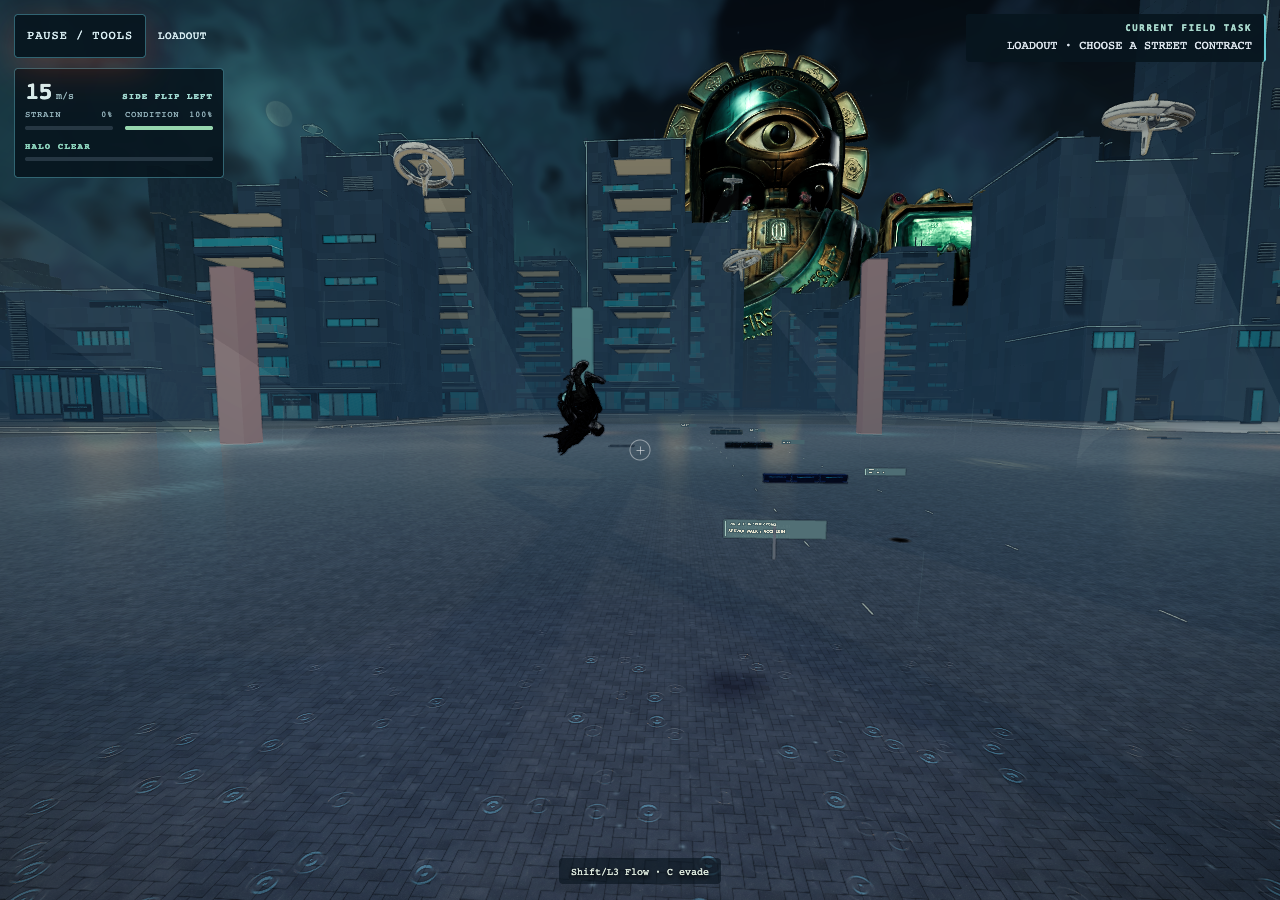 PAUSE / TOOLS
LOADOUT
CURRENT FIELD TASK
LOADOUT · CHOOSE A STREET CONTRACT
15 m/s
SIDE FLIP LEFT
STRAIN 0%
CONDITION 100%
HALO CLEAR
WITNESS
Shift/L3 Flow · C evade